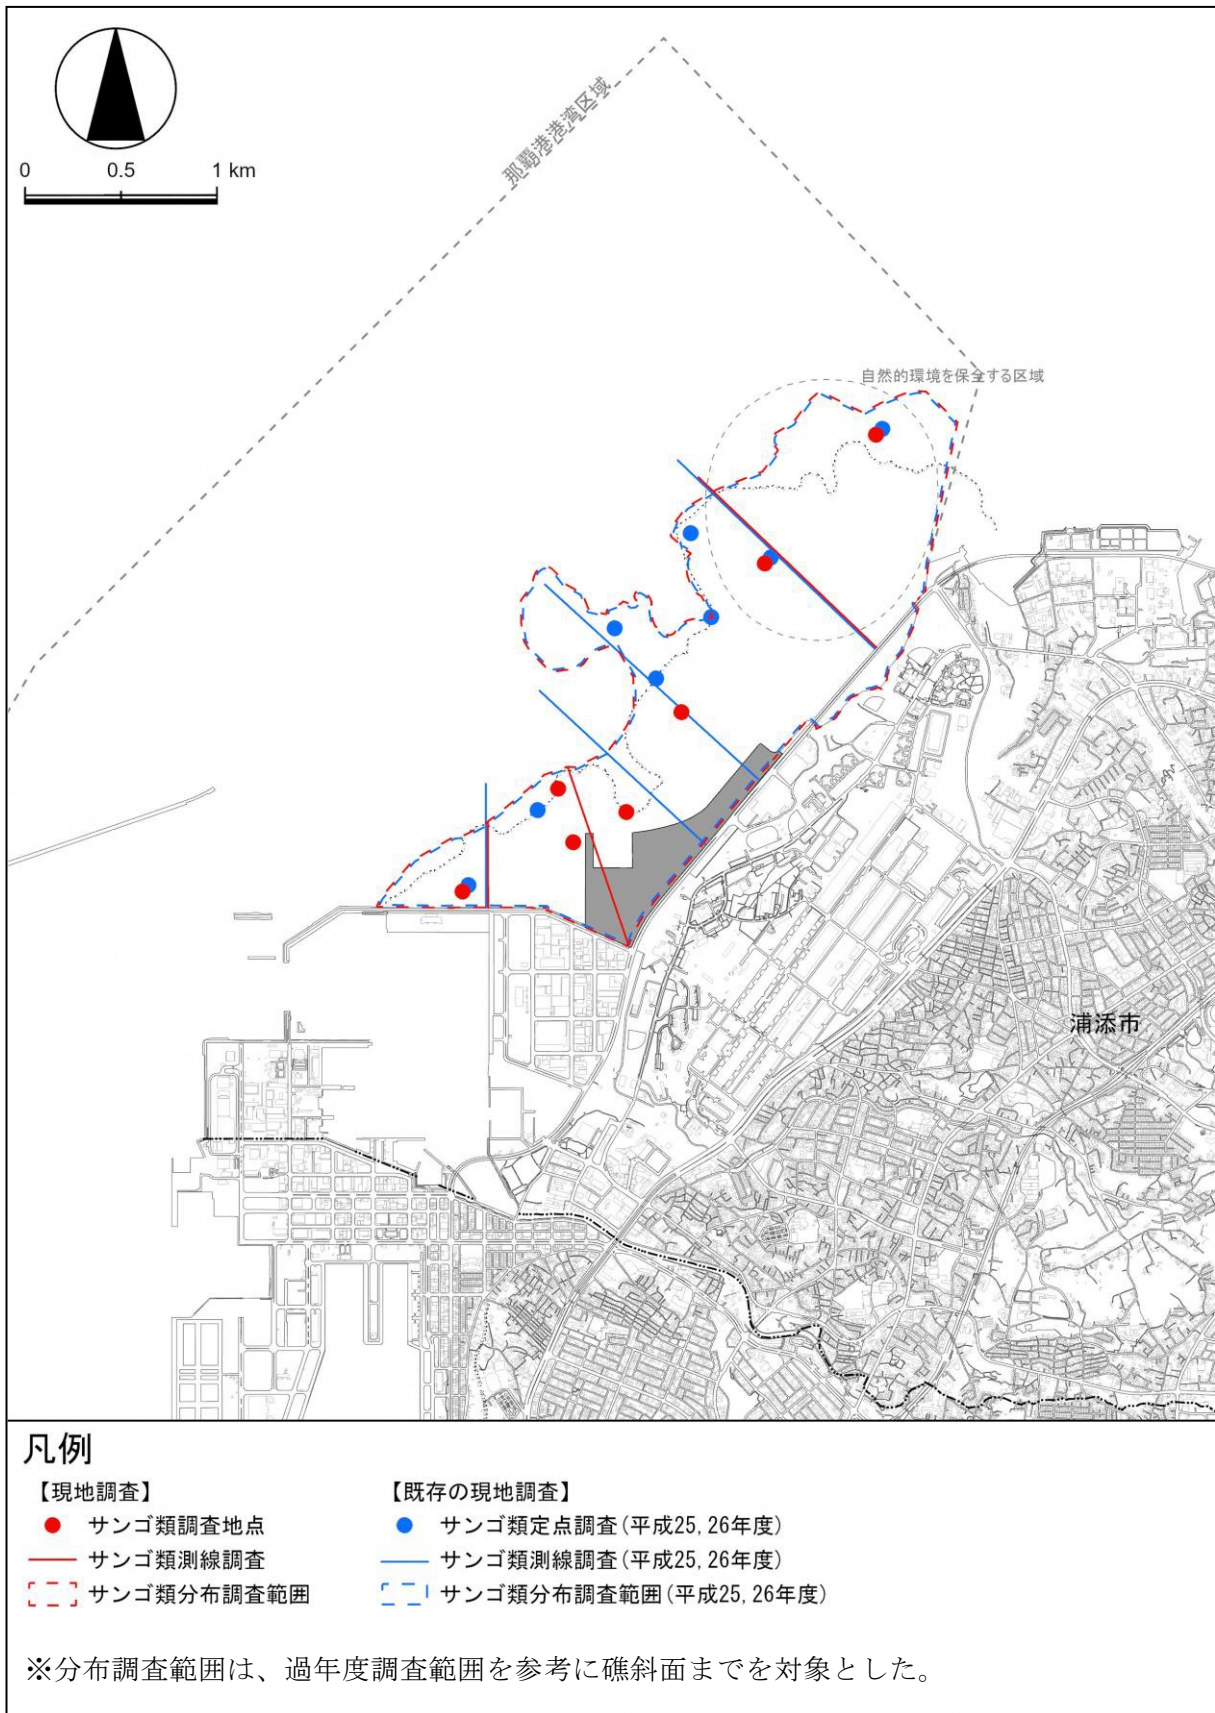 0 0.5 1 km
那覇港港湾区域
自然的環境を保全する区域
浦添市
凡例
【現地調査】
サンゴ類調査地点
サンゴ類測線調査
サンゴ類分布調査範囲
【既存の現地調査】
サンゴ類定点調査(平成25, 26年度)
サンゴ類測線調査(平成25, 26年度)
サンゴ類分布調査範囲(平成25, 26年度)
※分布調査範囲は、過年度調査範囲を参考に礁斜面までを対象とした。